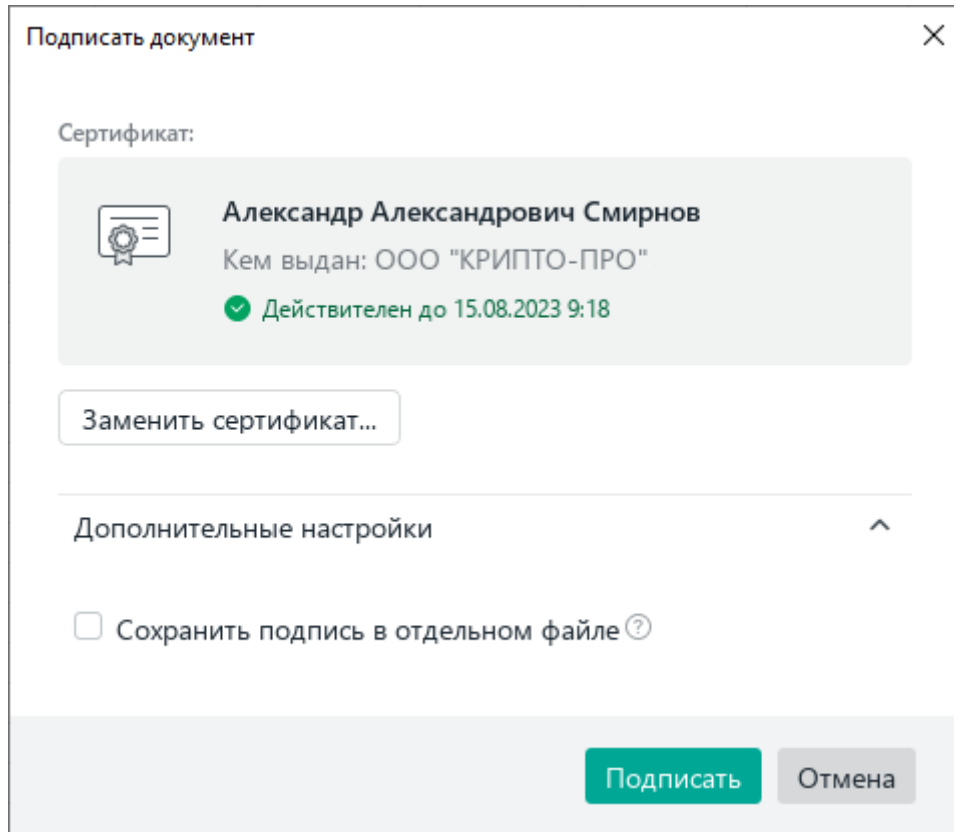 Подписать документ
Сертификат:
Александр Александрович Смирнов
Кем выдан: ООО "КРИПТО-ПРО"
Действителен до 15.08.2023 9:18
Заменить сертификат...
Дополнительные настройки
Сохранить подпись в отдельном файле ?
Подписать Отмена